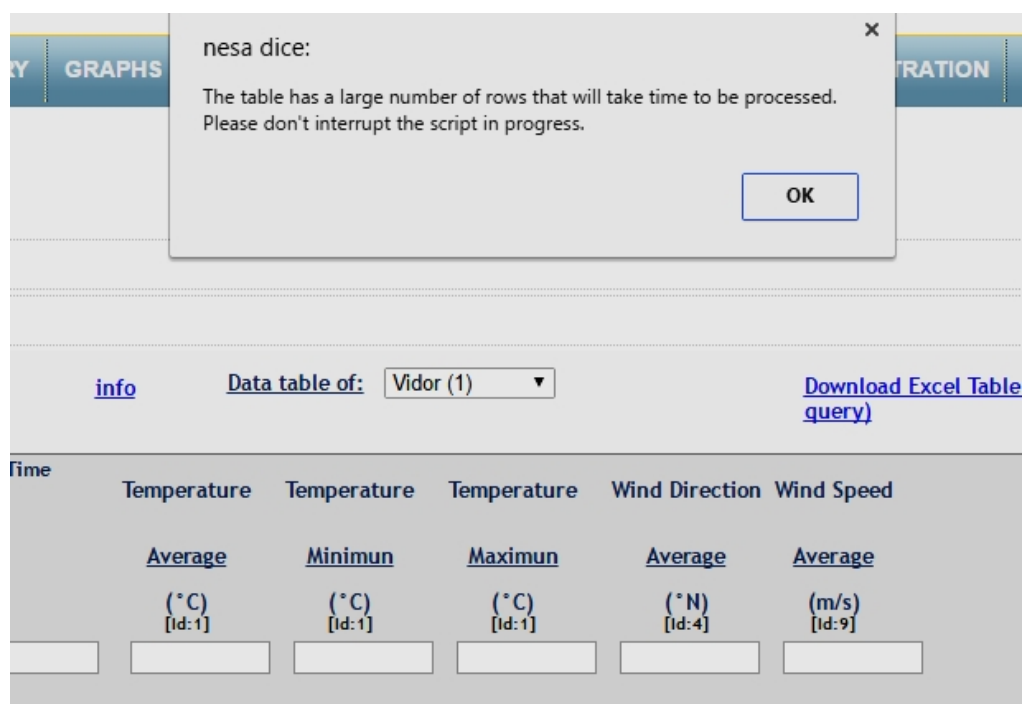 nesa dice:
The table has a large number of rows that will take time to be processed.
Please don't interrupt the script in progress.
OK
GRAPHS
info
Data table of: Vidor (1)
Download Excel Table
query)
Time
Temperature Temperature Temperature Wind Direction Wind Speed
Average Minimun Maximun Average Average
(°C) (°C) (°C) (°N) (m/s)
[Id:1] [Id:1] [Id:1] [Id:4] [Id:9]